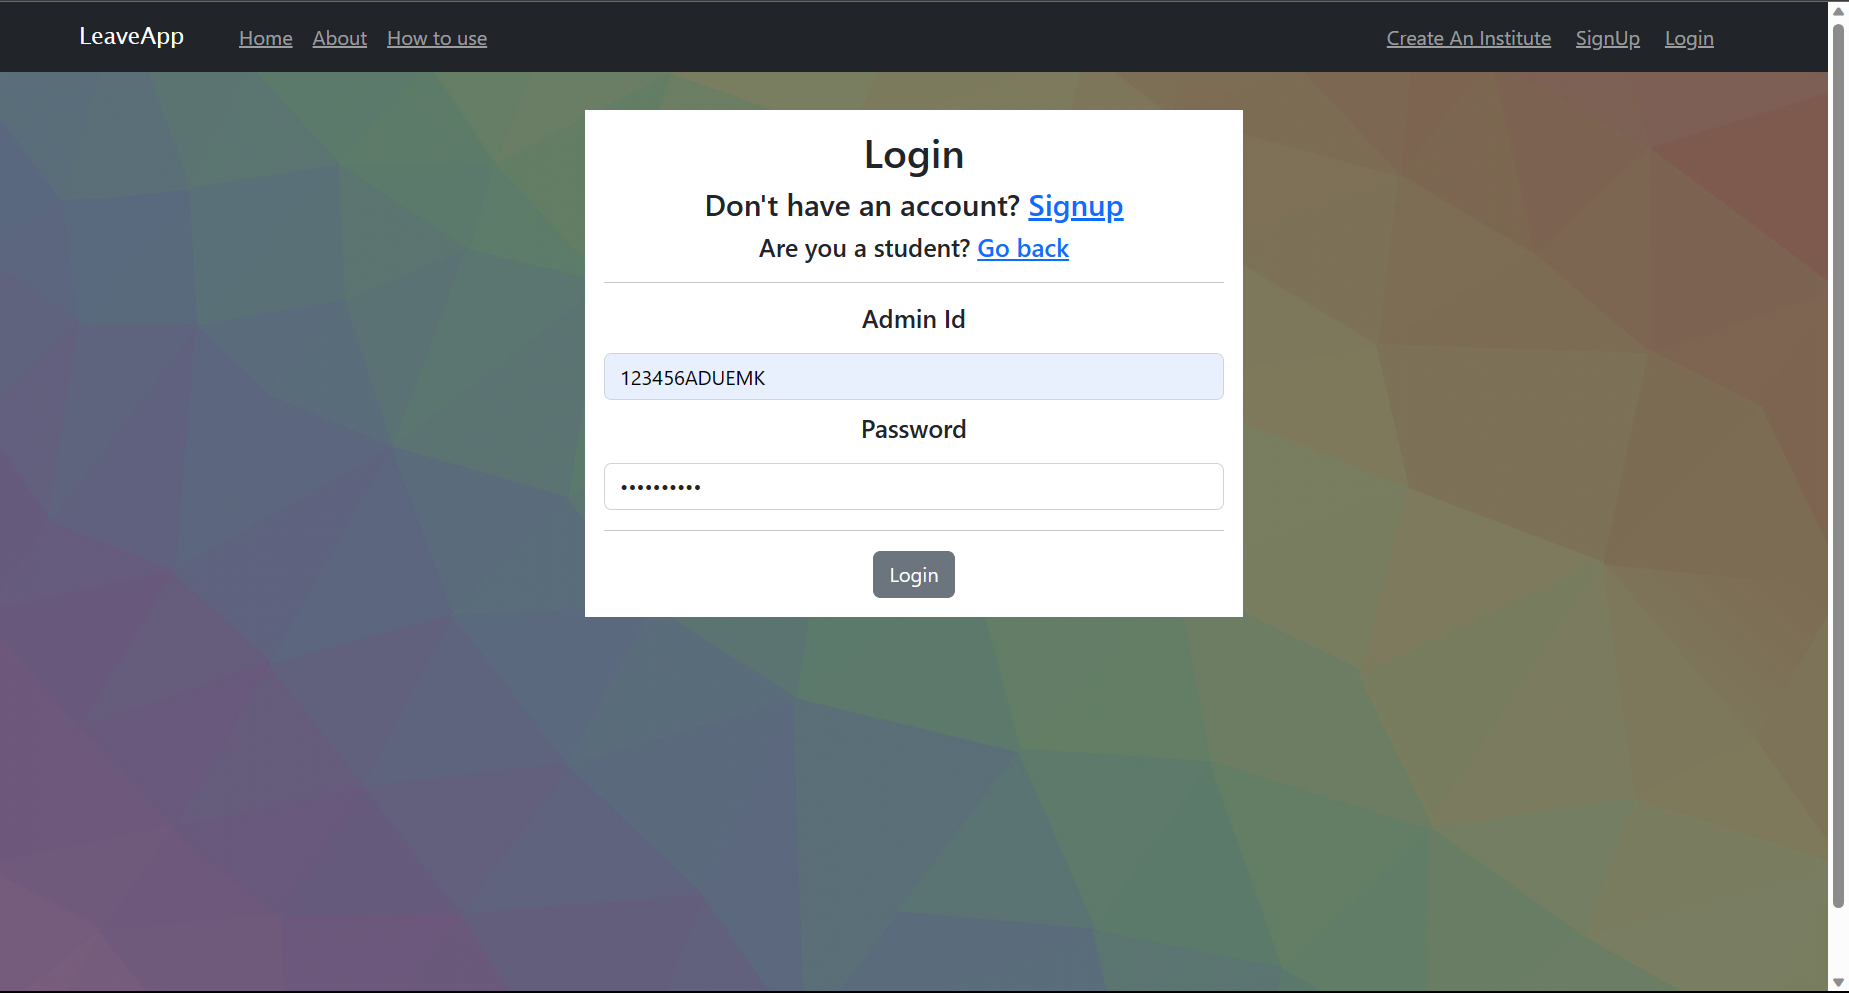 LeaveApp Home About How to use Create An Institute SignUp Login
Login
Don't have an account? Signup
Are you a student? Go back
Admin Id
123456ADUEMK
Password
••••••••••
Login